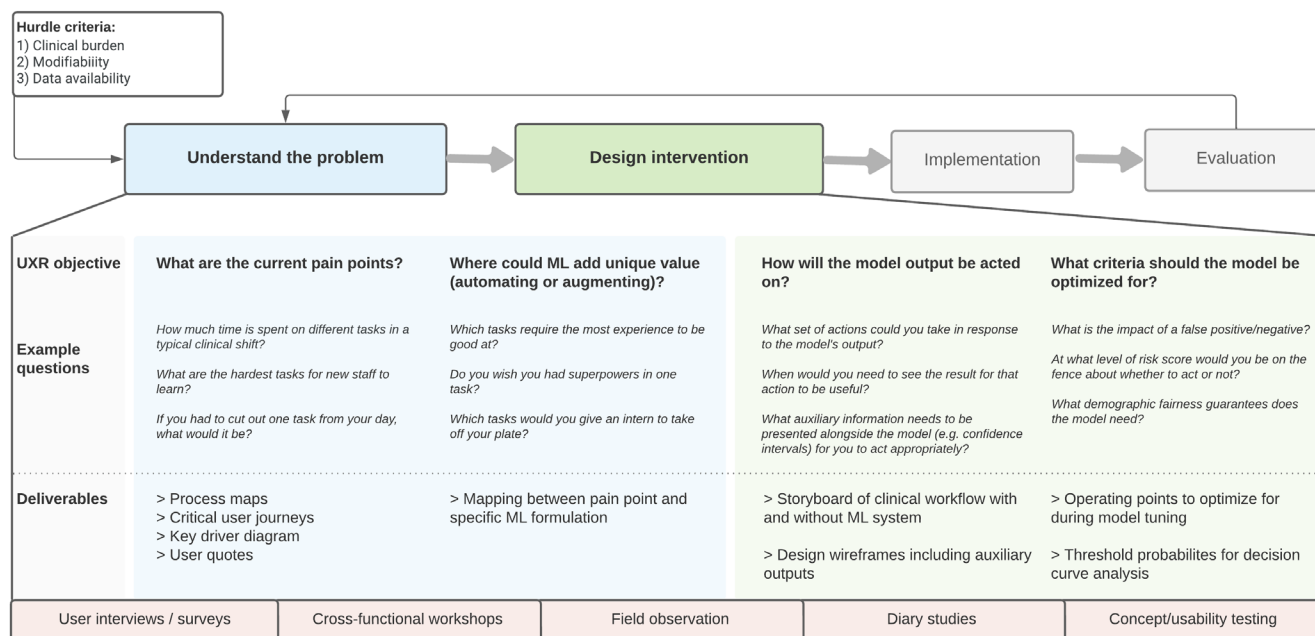 Hurdle criteria:
1) Clinical burden
2) Modifiabiiity
3) Data availability
Understand the problem
Design intervention
Implementation
Evaluation
UXR objective
What are the current pain points?
Where could ML add unique value
(automating or augmenting)?
How will the model output be acted
on?
What criteria should the model be
optimized for?
Example
questions
How much time is spent on different tasks in a
typical clinical shift?
What are the hardest tasks for new staff to
learn?
If you had to cut out one task from your day,
what would it be?
Which tasks require the most experience to be
good at?
Do you wish you had superpowers in one
task?
Which tasks would you give an intern to take
off your plate?
What set of actions could you take in response
to the model's output?
When would you need to see the result for that
action to be useful?
What auxiliary information needs to be
presented alongside the model (e.g. confidence
intervals) for you to act appropriately?
What is the impact of a false positive/negative?
At what level of risk score would you be on the
fence about whether to act or not?
What demographic fairness guarantees does
the model need?
Deliverables
> Process maps
> Critical user journeys
> Key driver diagram
> User quotes
> Mapping between pain point and
specific ML formulation
> Storyboard of clinical workflow with
and without ML system
> Design wireframes including auxiliary
outputs
> Operating points to optimize for
during model tuning
> Threshold probabilites for decision
curve analysis
User interviews / surveys
Cross-functional workshops
Field observation
Diary studies
Concept/usability testing